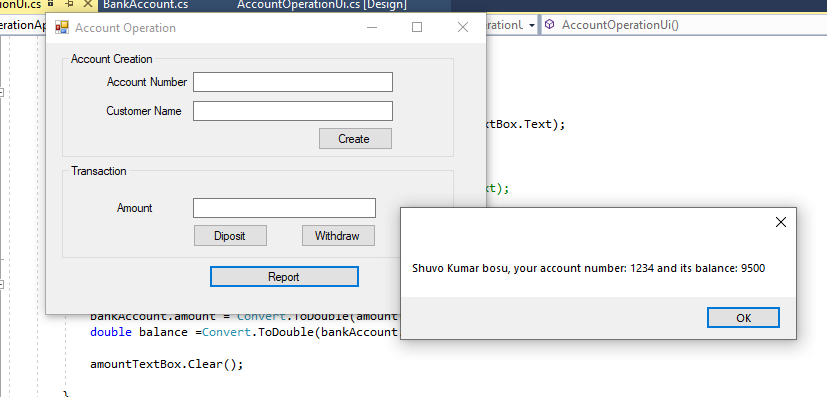 onUi.cs
BankAccount.cs
AccountOperationUi.cs [Design]
erationAp
Account Operation
erationU
AccountOperationUi()
Account Creation
Account Number
Customer Name
Create
xtBox.Text);
Transaction
xt);
Amount
Diposit
Withdraw
Report
Shuvo Kumar bosu, your account number: 1234 and its balance: 9500
OK
bankAccount.amount = Convert.ToDouble(amount
double balance =Convert.ToDouble(bankAccount
amountTextBox.Clear();
}